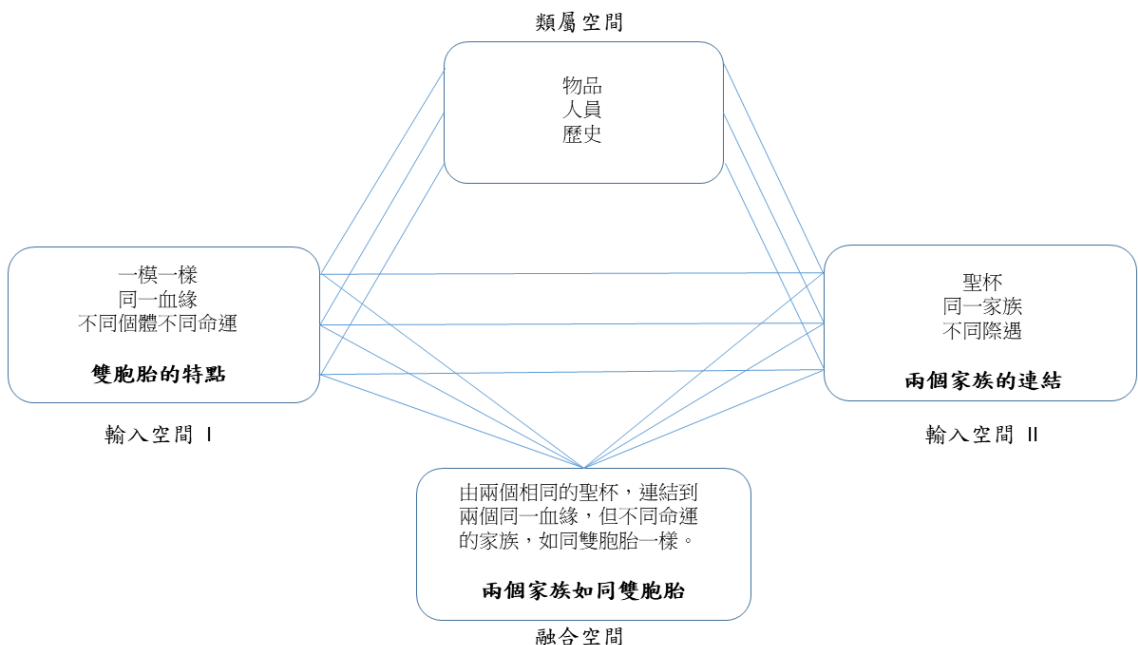 類屬空間
物品
人員
歷史
一模一樣
同一血緣
不同個體不同命運
雙胞胎的特點
輸入空間 I
聖杯
同一家族
不同際遇
兩個家族的連結
輸入空間 II
由兩個相同的聖杯，連結到
兩個同一血緣，但不同命運
的家族，如同雙胞胎一樣。
兩個家族如同雙胞胎
融合空間